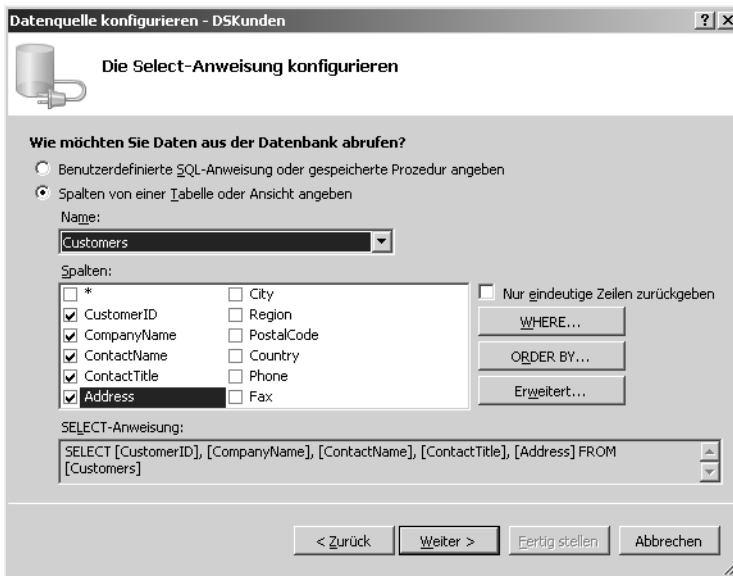 Datenquelle konfigurieren - DSKunden
Die Select-Anweisung konfigurieren
Wie möchten Sie Daten aus der Datenbank abrufen?
Benutzerdefinierte SQL-Anweisung oder gespeicherte Prozedur angeben
Spalten von einer Tabelle oder Ansicht angeben
Name:
Customers
Spalten:
* City
CustomerID Region
CompanyName PostalCode
ContactName Country
ContactTitle Phone
Address Fax
Nur eindeutige Zeilen zurückgeben
WHERE...
ORDER BY...
Erweitert...
SELECT-Anweisung:
SELECT [CustomerID], [CompanyName], [ContactName], [ContactTitle], [Address] FROM
[Customers]
< Zurück Weiter > Fertig stellen Abbrechen